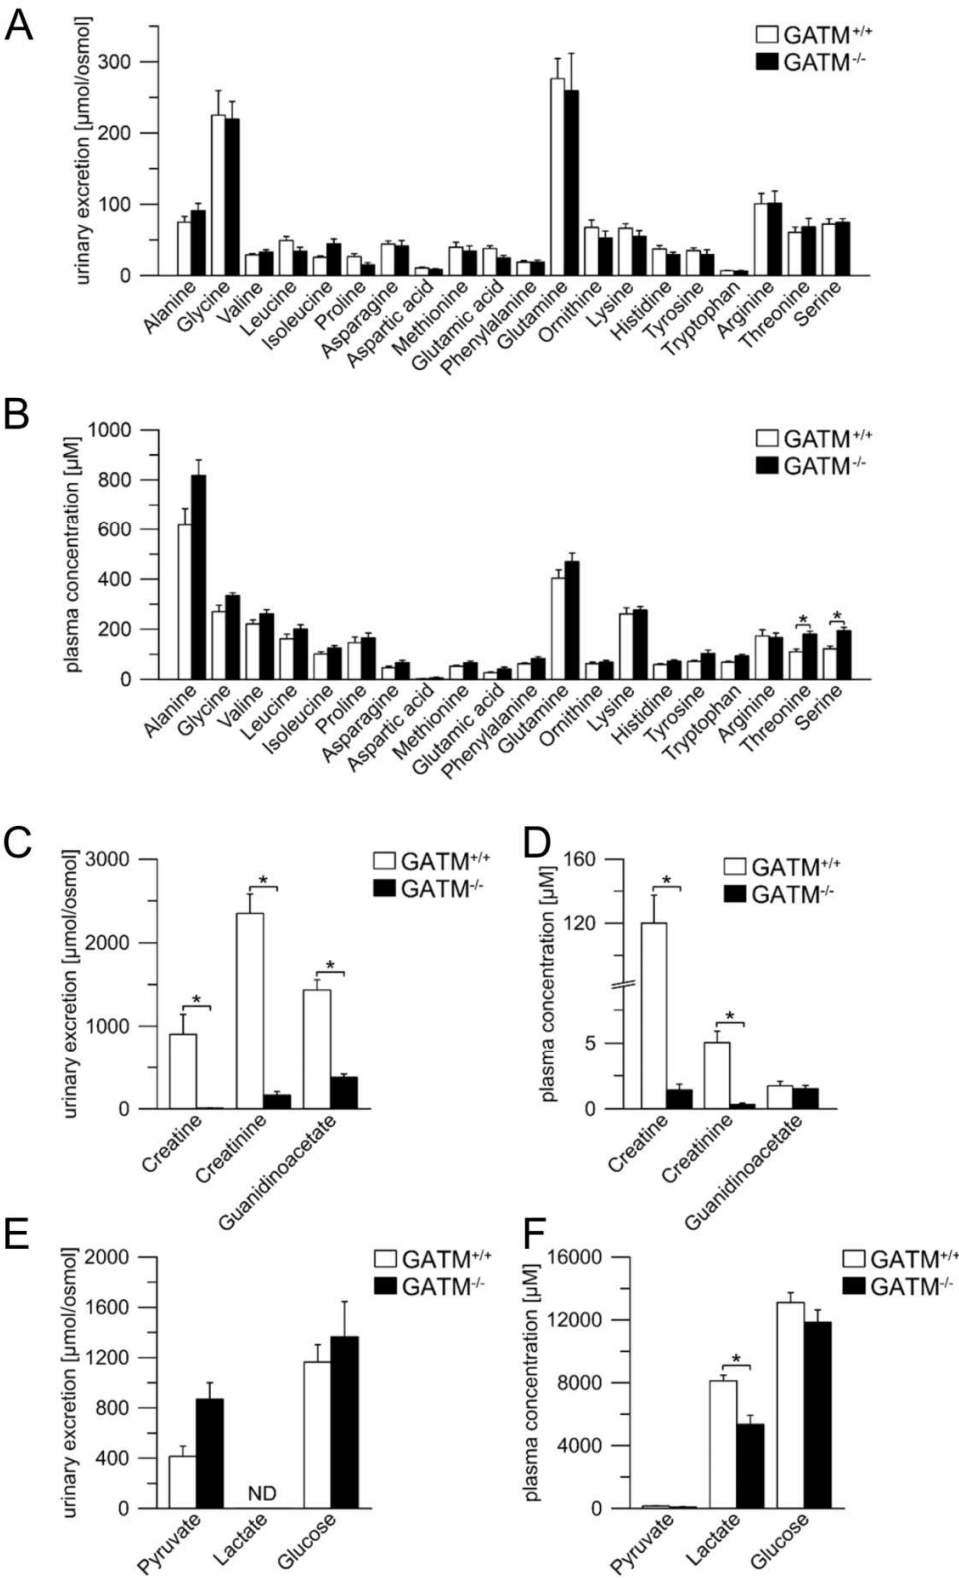 A
urinary excretion [µmol/osmol]
300
200
100
0
GATM+/+
GATM-/-
Alanine
Glycine
Valine
Leucine
Isoleucine
Proline
Asparagine
Aspartic acid
Methionine
Glutamic acid
Phenylalanine
Glutamine
Ornithine
Lysine
Histidine
Tyrosine
Tryptophan
Arginine
Threonine
Serine
B
plasma concentration [µM]
1000
800
600
400
200
0
GATM+/+
GATM-/-
* *
Alanine
Glycine
Valine
Leucine
Isoleucine
Proline
Asparagine
Aspartic acid
Methionine
Glutamic acid
Phenylalanine
Glutamine
Ornithine
Lysine
Histidine
Tyrosine
Tryptophan
Arginine
Threonine
Serine
C
urinary excretion [µmol/osmol]
3000
2000
1000
0
GATM+/+
GATM-/-
* * *
Creatine
Creatinine
Guanidinoacetate
D
plasma concentration [µM]
160
120
5
0
GATM+/+
GATM-/-
* *
Creatine
Creatinine
Guanidinoacetate
E
urinary excretion [µmol/osmol]
2000
1600
1200
800
400
0
GATM+/+
GATM-/-
ND
Pyruvate
Lactate
Glucose
F
plasma concentration [µM]
16000
12000
8000
4000
0
GATM+/+
GATM-/-
*
Pyruvate
Lactate
Glucose